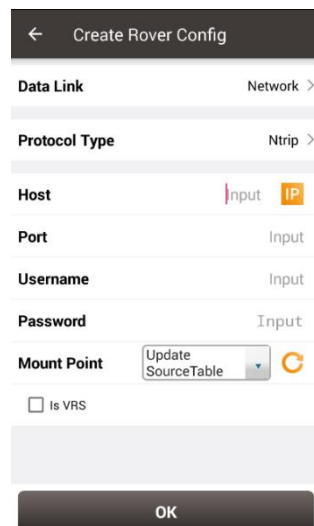 ← Create Rover Config
Data Link Network >
Protocol Type Ntrip >
Host Input IP
Port Input
Username Input
Password Input
Mount Point Update
SourceTable
Is VRS
OK